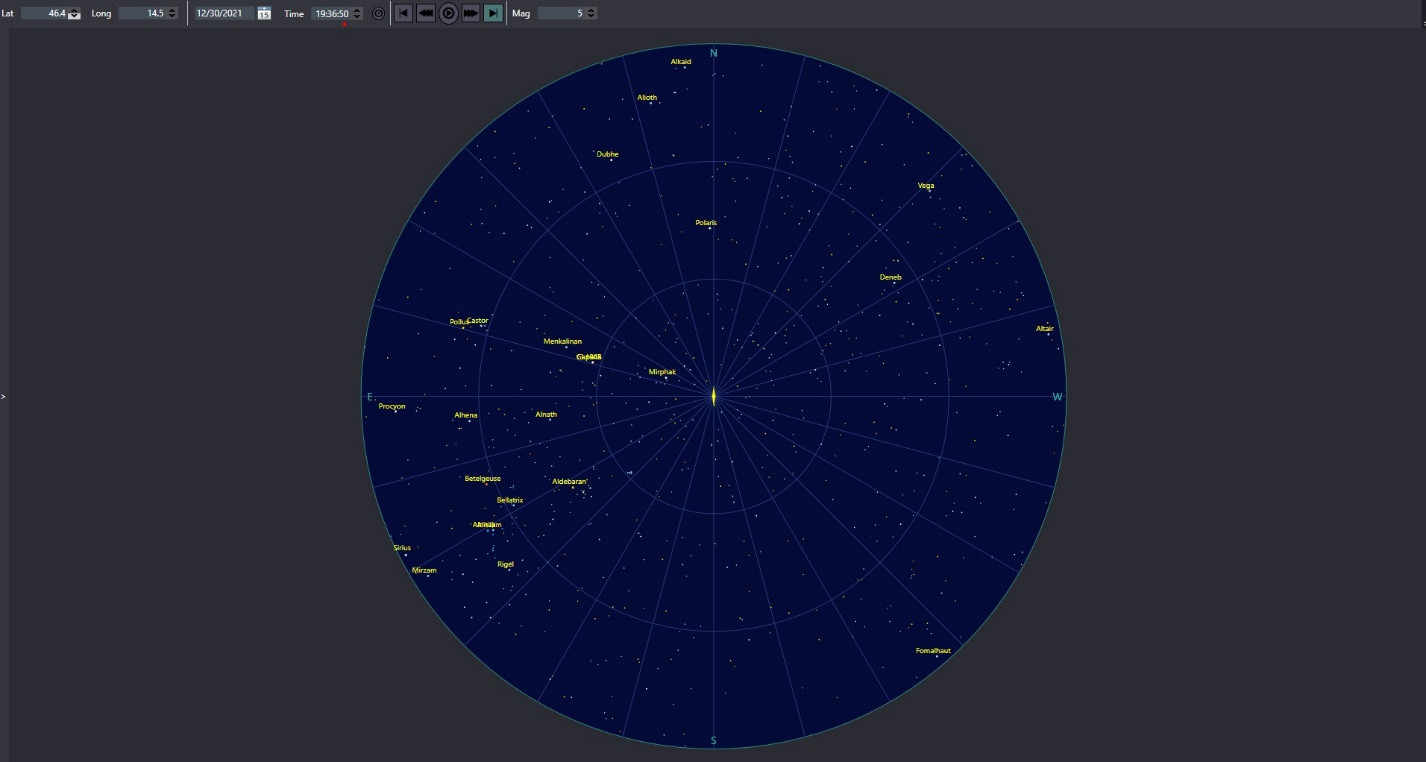 Lat 46.4 Long 14.5 12/30/2021 15 Time 19:36:50 Mag 5
N
Alkaid
Alioth
Dubhe
Vega
Polaris
Deneb
Pollux Castor
Altair
Menkalinan
Mirphak
E
W
Procyon
Alhena
Alnath
Betelgeuse
Aldebaran
Bellatrix
Sirius
Rigel
Mirzam
Fomalhaut
S
>